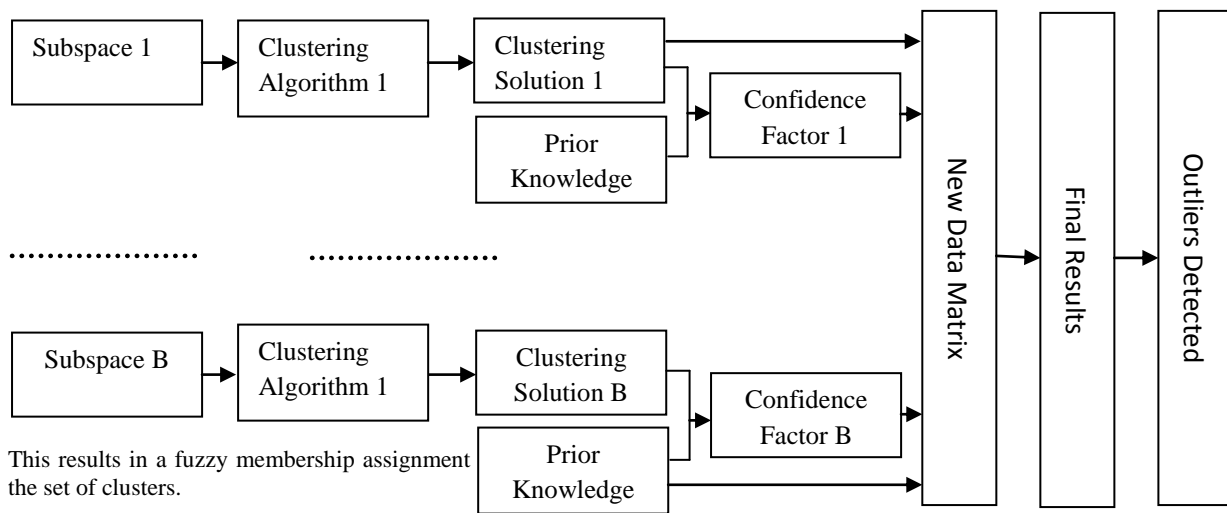 Subspace 1
Clustering
Algorithm 1
Clustering
Solution 1
Prior
Knowledge
Confidence
Factor 1
Subspace B
Clustering
Algorithm 1
Clustering
Solution B
Prior
Knowledge
Confidence
Factor B
New Data Matrix
Final Results
Outliers Detected
This results in a fuzzy membership assignment
the set of clusters.